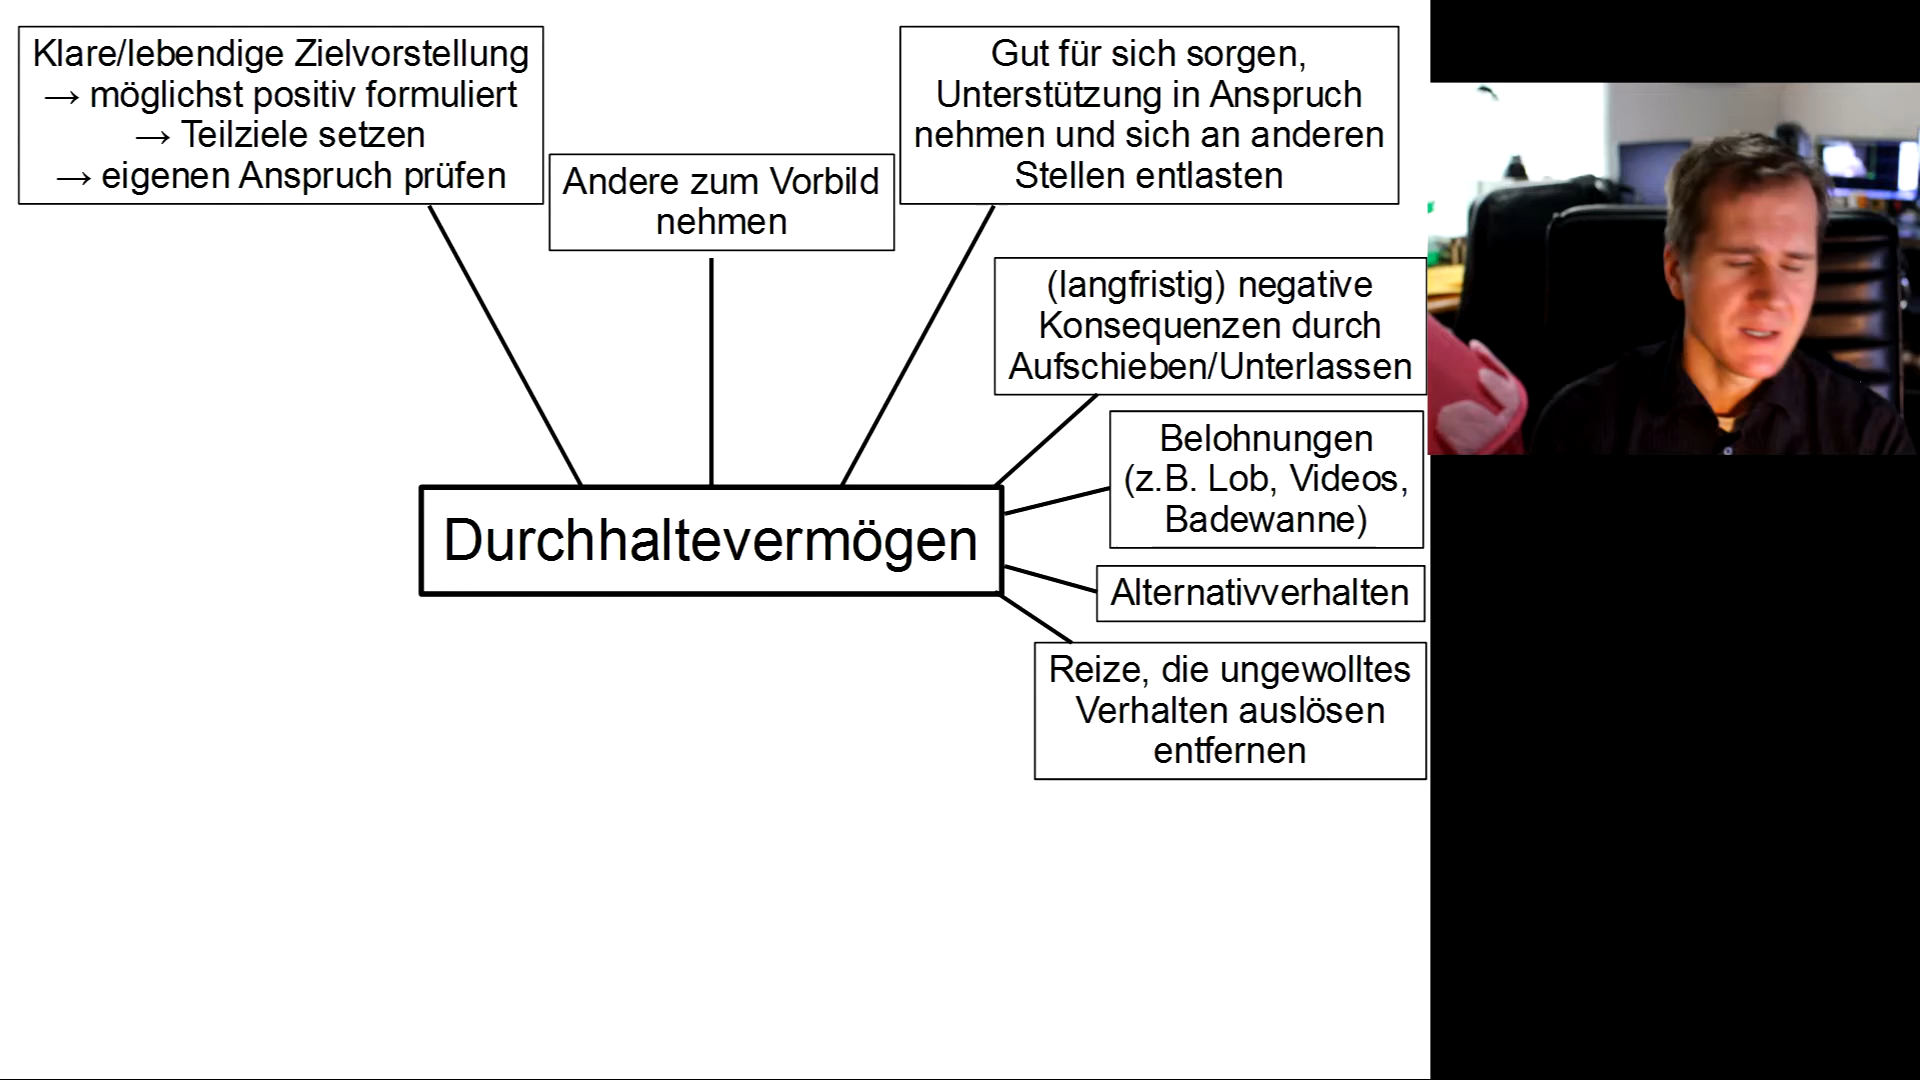 Klare/lebendige Zielvorstellung
→ möglichst positiv formuliert
→ Teilziele setzen
→ eigenen Anspruch prüfen
Andere zum Vorbild
nehmen
Gut für sich sorgen,
Unterstützung in Anspruch
nehmen und sich an anderen
Stellen entlasten
(langfristig) negative
Konsequenzen durch
Aufschieben/Unterlassen
Belohnungen
(z.B. Lob, Videos,
Badewanne)
Durchhaltevermögen
Alternativverhalten
Reize, die ungewolltes
Verhalten auslösen
entfernen